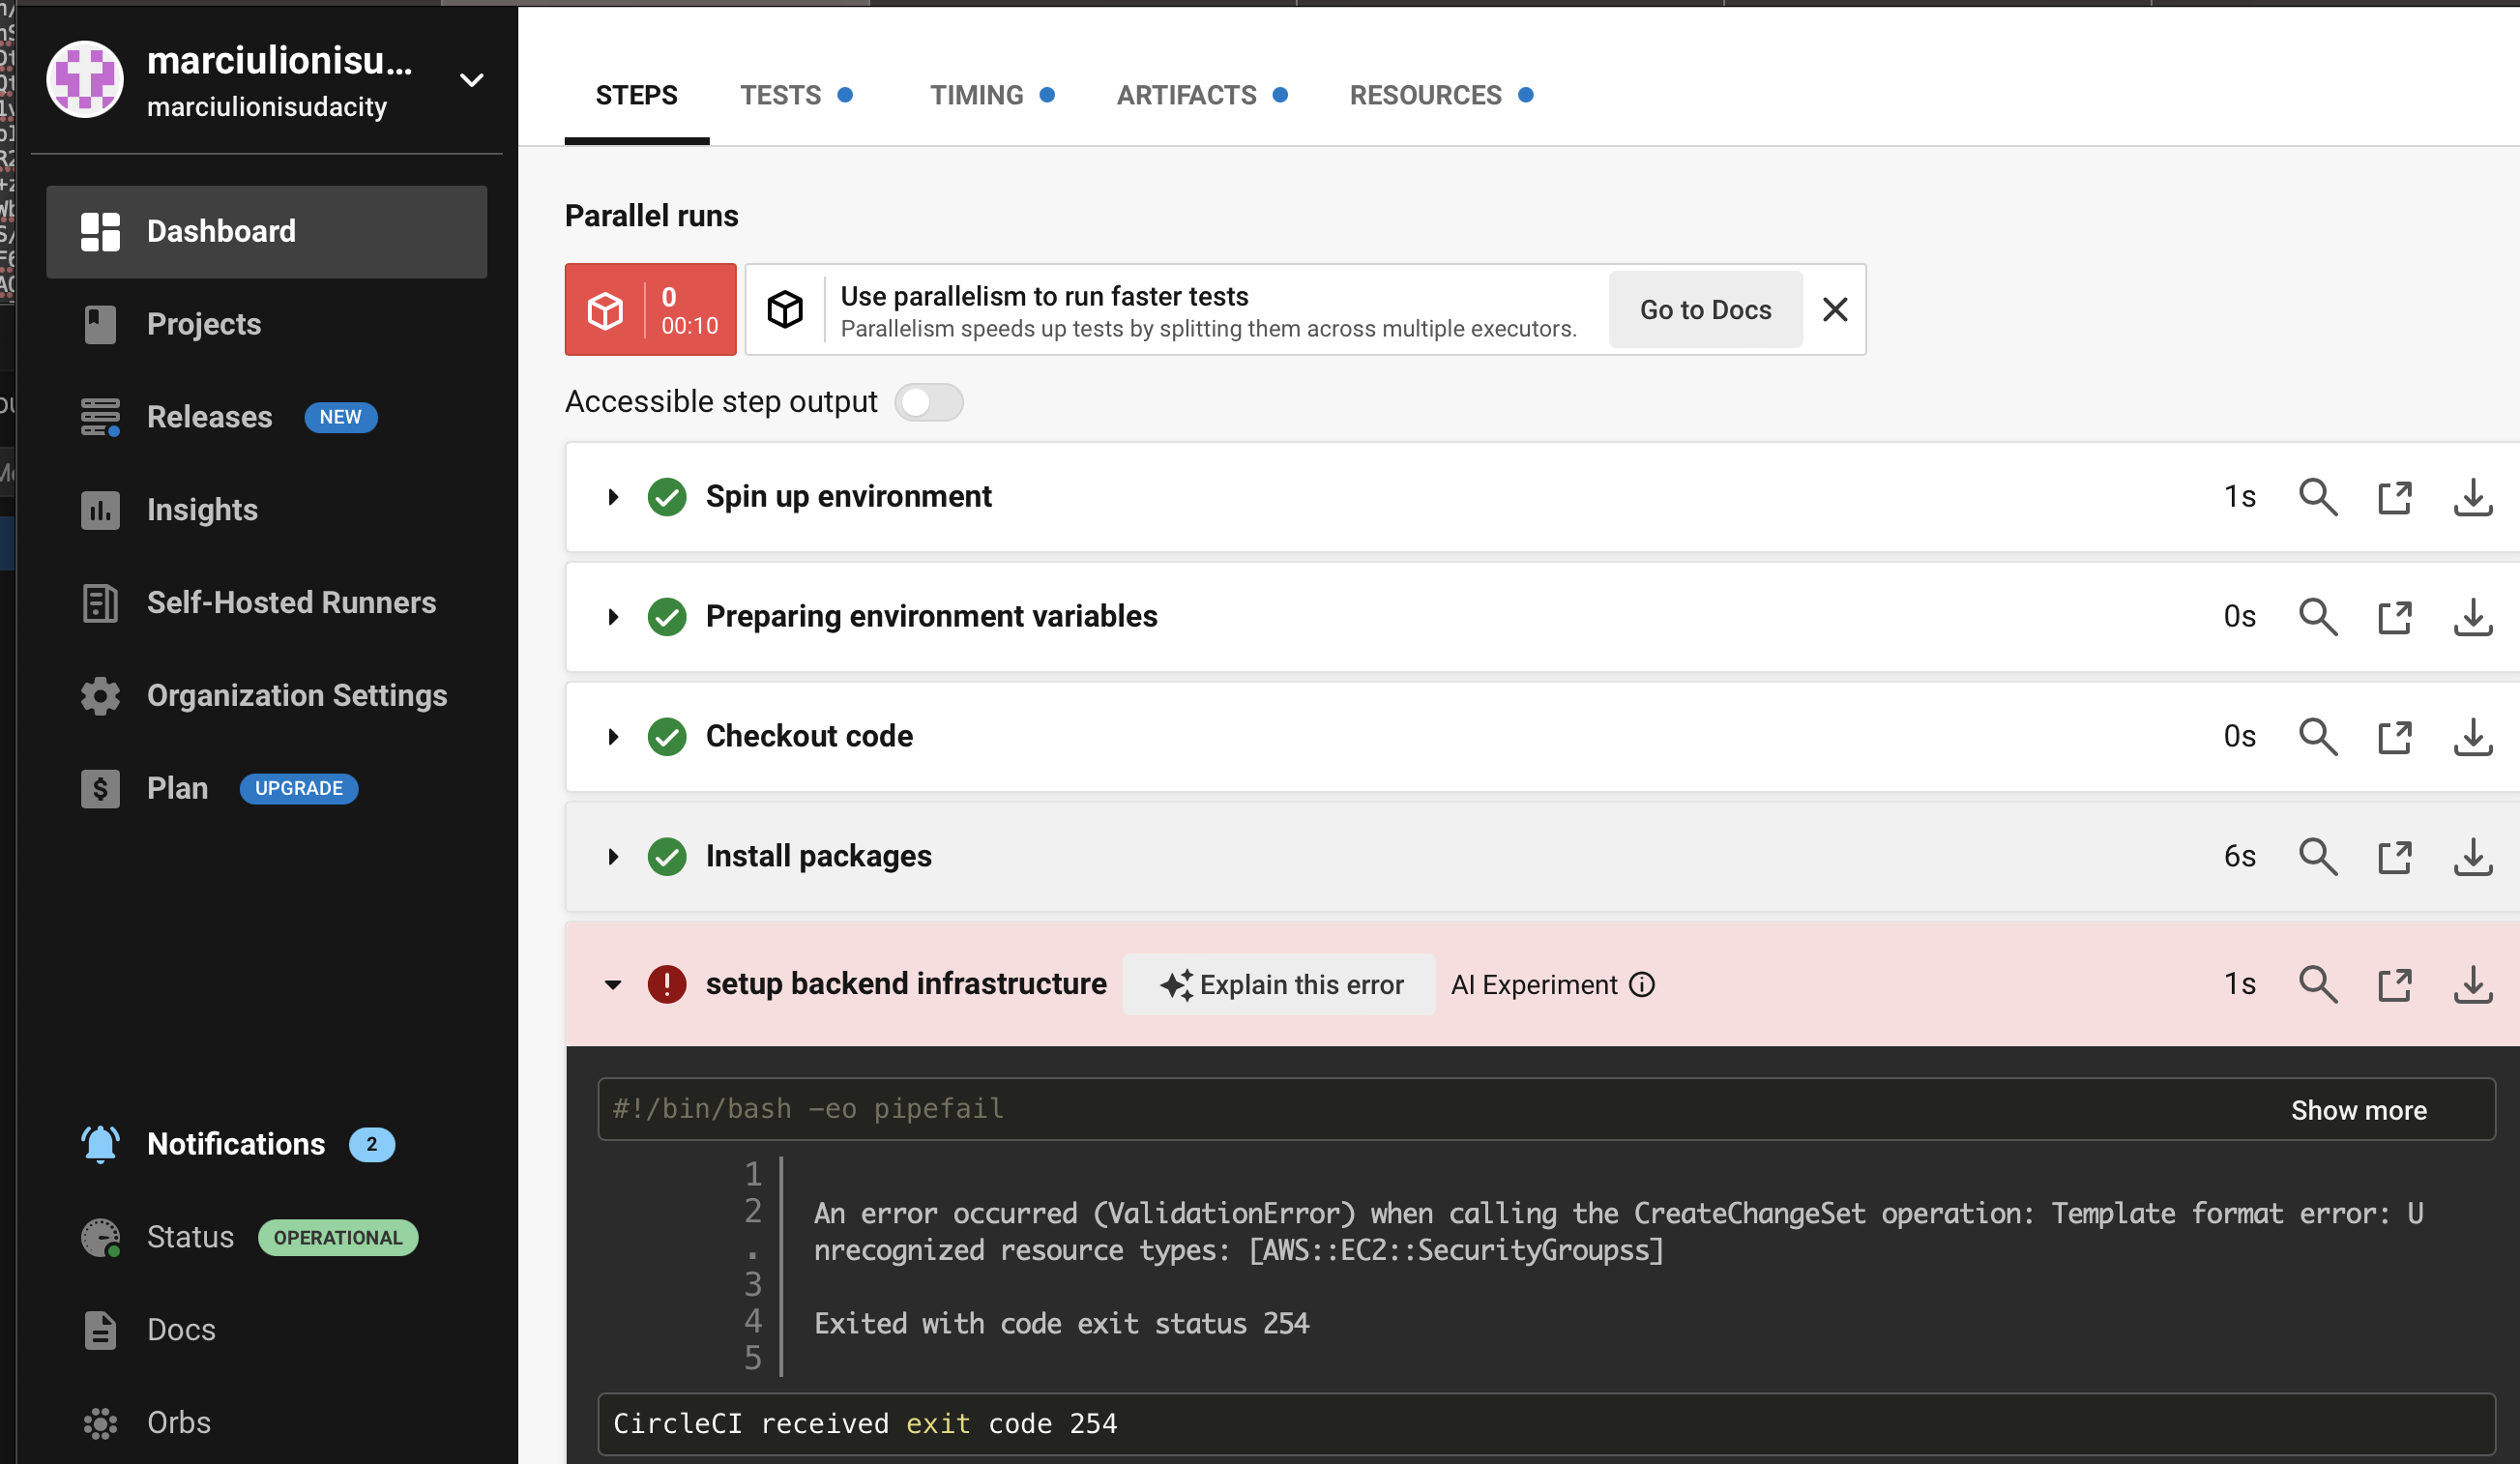 marciulionisu...
marciulionisudacity
Dashboard
Projects
Releases NEW
Insights
Self-Hosted Runners
Organization Settings
Plan UPGRADE
Notifications 2
Status OPERATIONAL
Docs
Orbs
STEPS TESTS TIMING ARTIFACTS RESOURCES
Parallel runs
0
00:10
Use parallelism to run faster tests
Parallelism speeds up tests by splitting them across multiple executors.
Go to Docs
Accessible step output
Spin up environment 1s
Preparing environment variables 0s
Checkout code 0s
Install packages 6s
setup backend infrastructure Explain this error AI Experiment 1s
#!/bin/bash -eo pipefail Show more
1
2 An error occurred (ValidationError) when calling the CreateChangeSet operation: Template format error: U
. nrecognized resource types: [AWS::EC2::SecurityGroupss]
3
4 Exited with code exit status 254
5
CircleCI received exit code 254